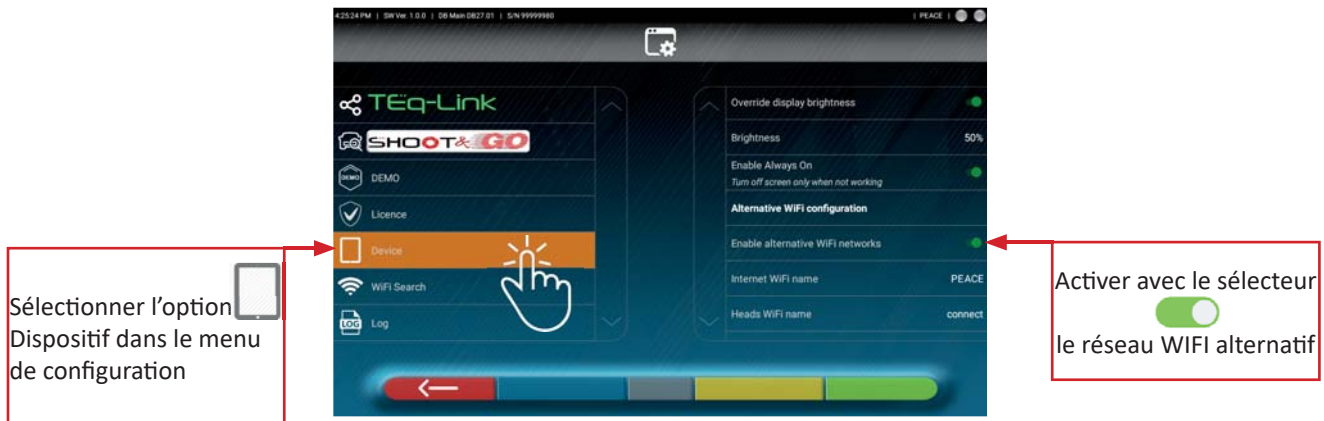 4:25:24 PM | SW Ver. 1.0.0 | DB Main DB27.01 | S/N 99999980
| PEACE |
TEq-Link
SHOOT& GO
DEMO
DEMO
Licence
Device
WiFi Search
LOG
Log
Override display brightness
Brightness
50%
Enable Always On
Turn off screen only when not working
Alternative WiFi configuration
Enable alternative WiFi networks
Internet WiFi name
PEACE
Heads WiFi name
connect
Sélectionner l’option
Dispositif dans le menu
de configuration
Activer avec le sélecteur
le réseau WIFI alternatif